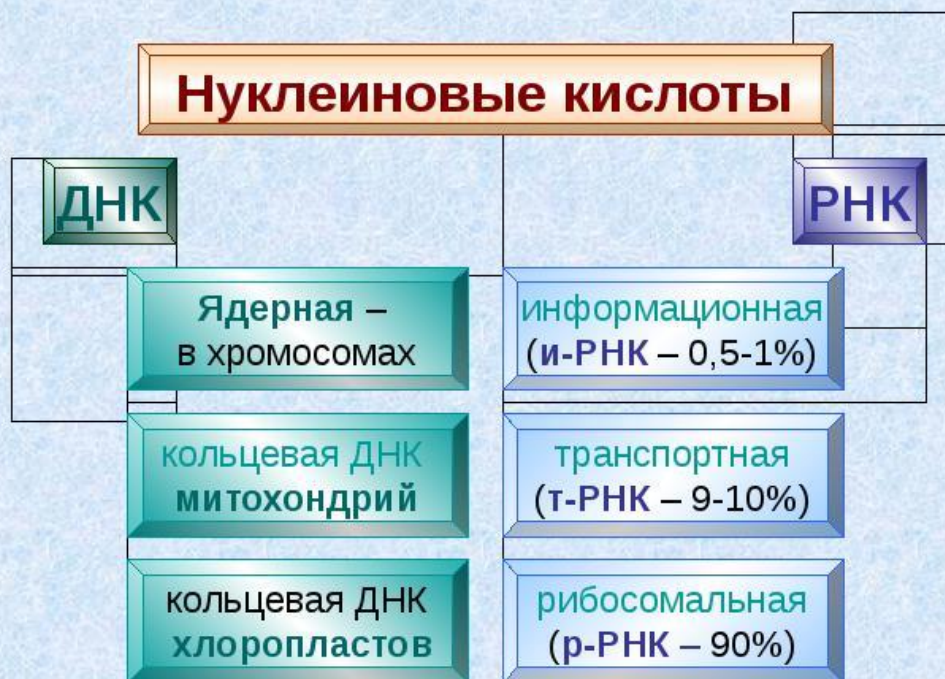 Нуклеиновые кислоты
ДНК
РНК
Ядерная –
в хромосомах
кольцевая ДНК
митохондрий
кольцевая ДНК
хлоропластов
информационная
(и-РНК – 0,5-1%)
транспортная
(т-РНК – 9-10%)
рибосомальная
(р-РНК – 90%)